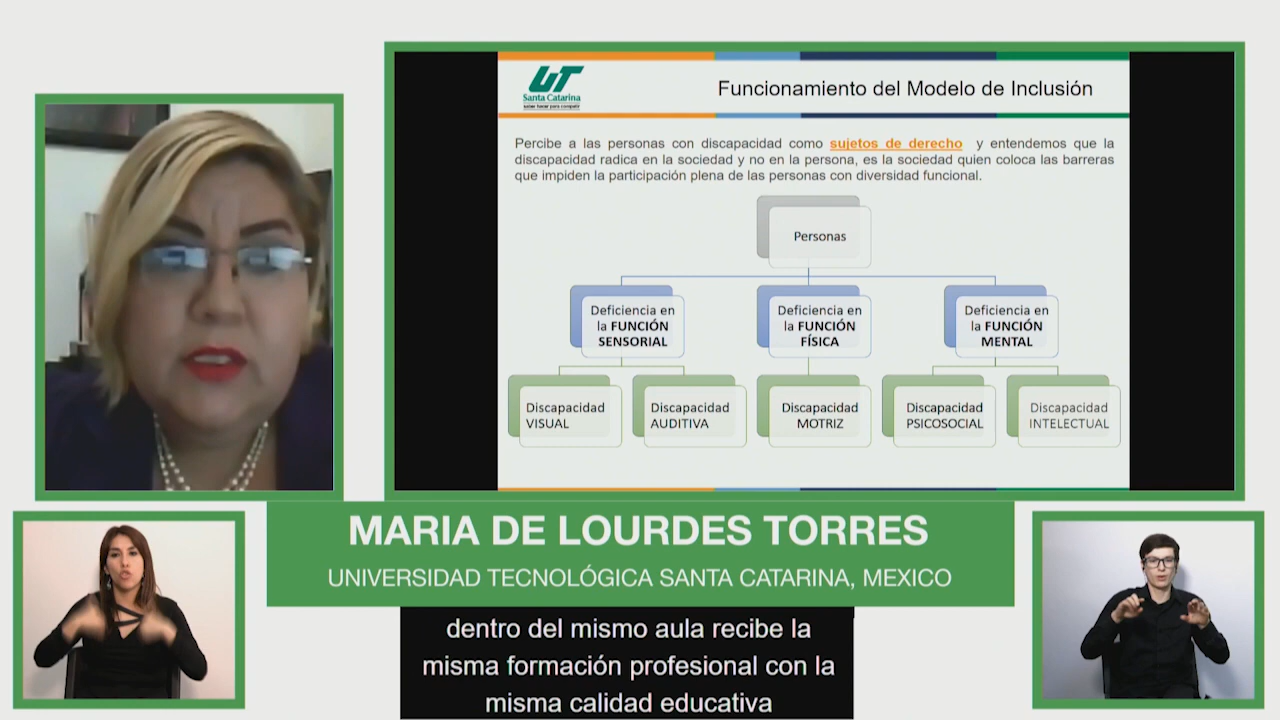 UT
Santa Catarina
saber hacer para competir
Funcionamiento del Modelo de Inclusión
Percibe a las personas con discapacidad como sujetos de derecho y entendemos que la
discapacidad radica en la sociedad y no en la persona, es la sociedad quien coloca las barreras
que impiden la participación plena de las personas con diversidad funcional.
Personas
Deficiencia en
la FUNCIÓN
SENSORIAL
Deficiencia en
la FUNCIÓN
FÍSICA
Deficiencia en
la FUNCIÓN
MENTAL
Discapacidad
VISUAL
Discapacidad
AUDITIVA
Discapacidad
MOTRIZ
Discapacidad
PSICOSOCIAL
Discapacidad
INTELECTUAL
MARIA DE LOURDES TORRES
UNIVERSIDAD TECNOLÓGICA SANTA CATARINA, MEXICO
dentro del mismo aula recibe la
misma formación profesional con la
misma calidad educativa